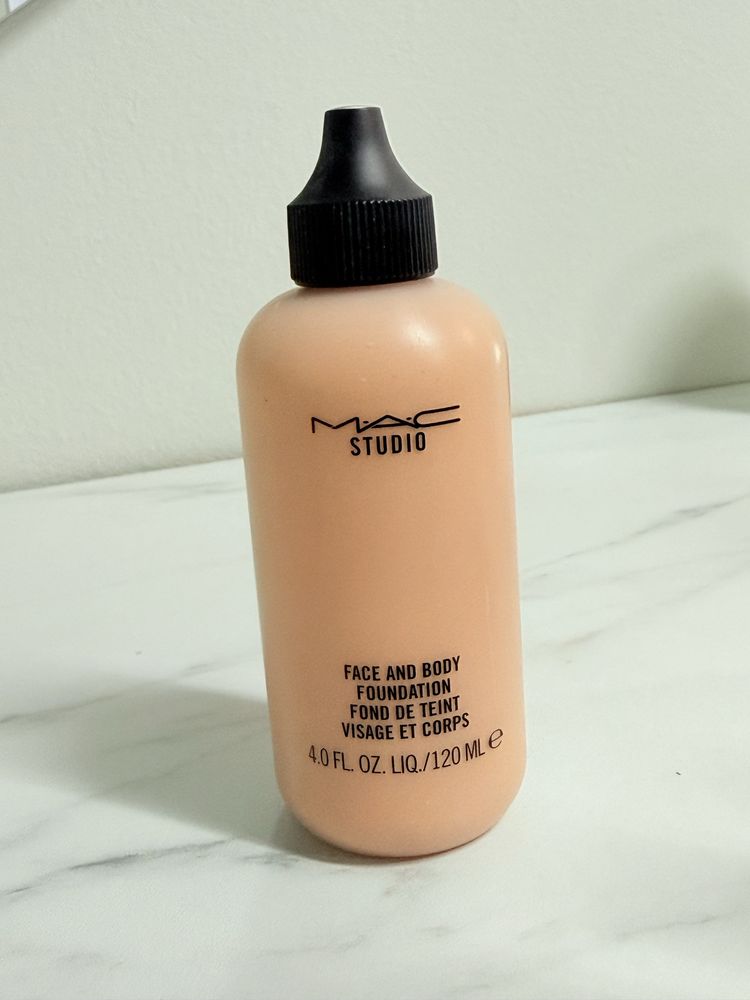 M·A·C
STUDIO
FACE AND BODY
FOUNDATION
FOND DE TEINT
VISAGE ET CORPS
4.0 FL. OZ. LIQ./120 ML ℮